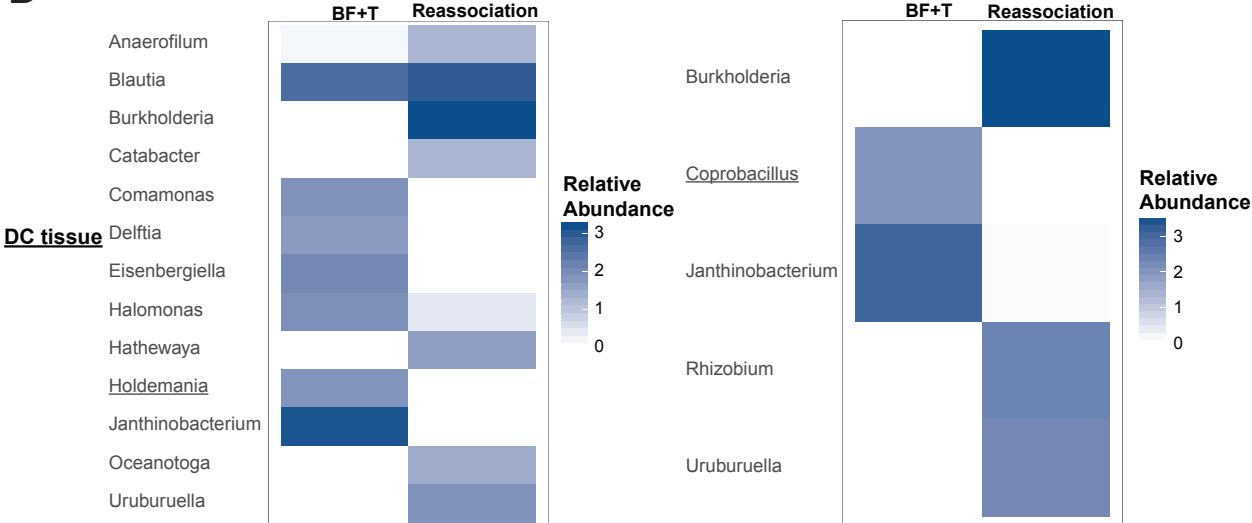 BF+T Reassociation
Anaerofilum
Blautia
Burkholderia
Catabacter
Comamonas
DC tissue Delftia
Eisenbergiella
Halomonas
Hathewaya
Holdemania
Janthinobacterium
Oceanotoga
Uruburuella
Relative
Abundance
3
2
1
0
BF+T Reassociation
Burkholderia
Coprobacillus
Janthinobacterium
Rhizobium
Uruburuella
Relative
Abundance
3
2
1
0